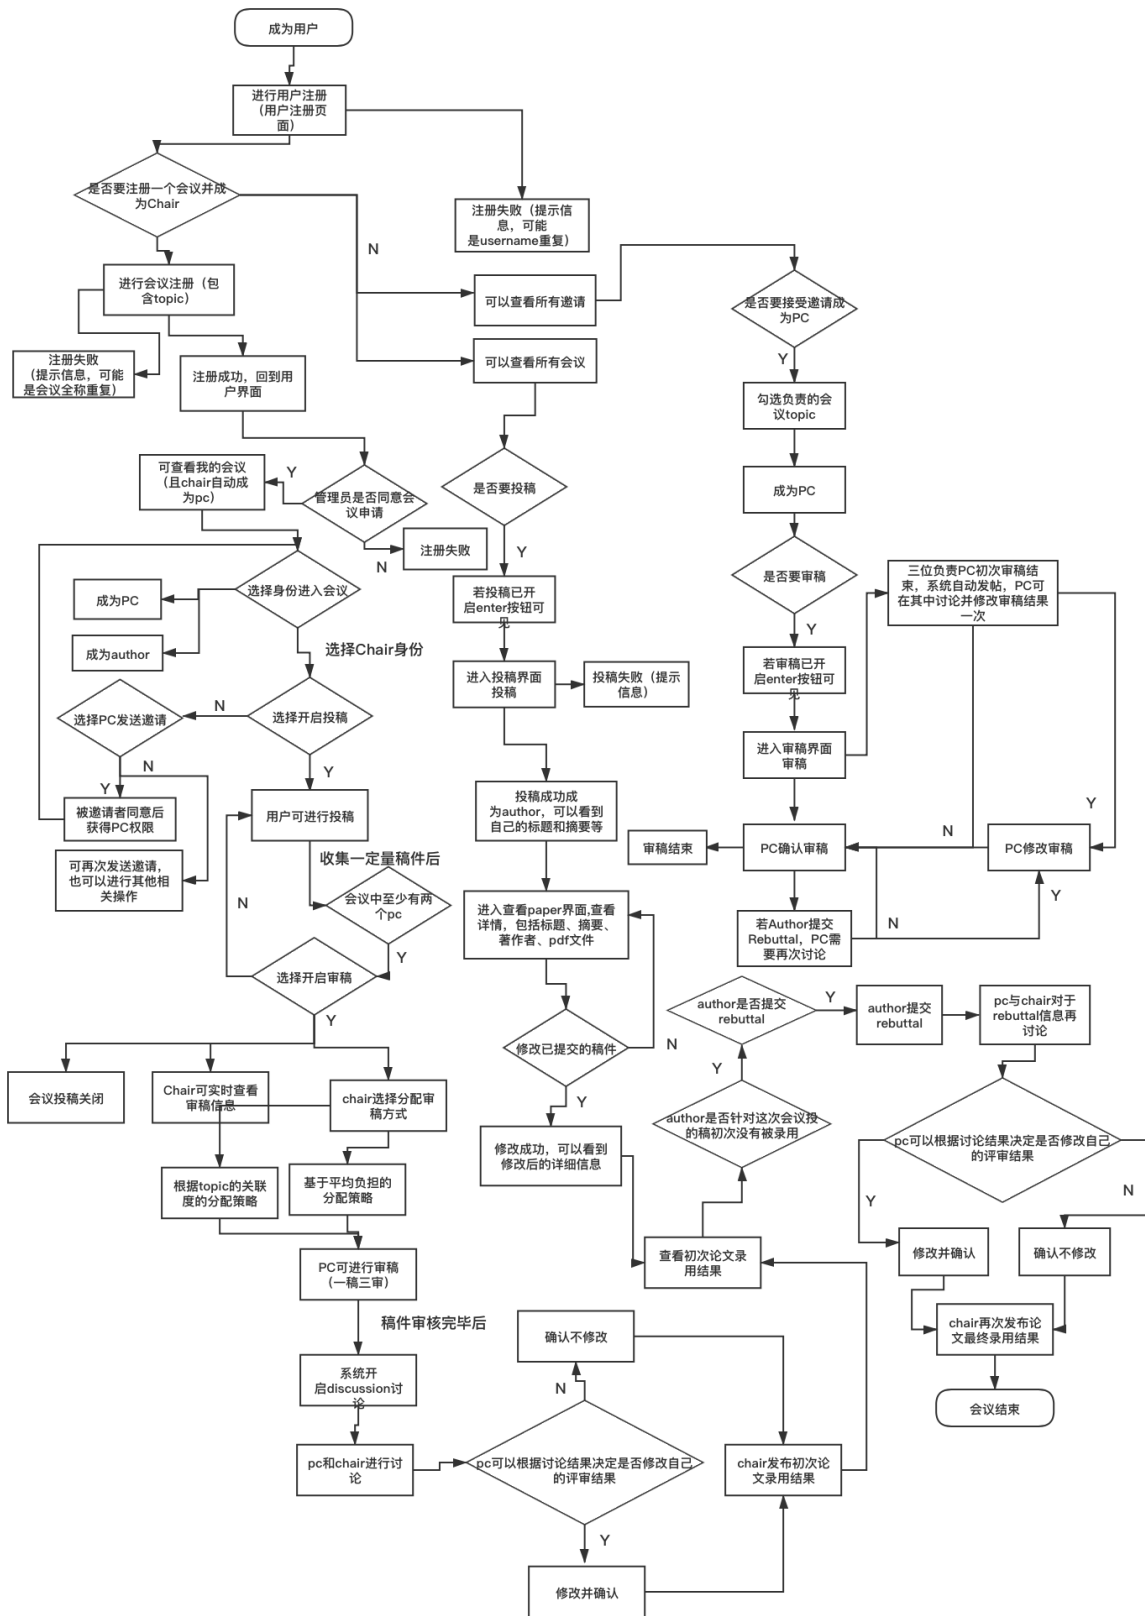 成为用户
进行用户注册
（用户注册页
面）
是否要注册一个会议并成
为Chair
注册失败（提示信
息，可能
是username重复）
N
进行会议注册（包
含topic）
可以查看所有邀请
是否要接受邀请成
为PC
注册失败
（提示信息，可能
是会议全称重复）
注册成功，回到用
户界面
可以查看所有会议
Y
勾选负责的会
议topic
可查看我的会议
（且chair自动成
为pc）
Y
管理员是否同意会
议申请
是否要投稿
成为PC
注册失败
N
Y
选择身份进入会议
成为PC
成为author
选择Chair身份
若投稿已开
启enter按钮可
见
是否要审稿
三位负责PC初次审稿结
束，系统自动发帖，PC可
在其中讨论并修改审稿结果
一次
Y
进入投稿界面
投稿
投稿失败（提示
信息）
若审稿已开
启enter按钮可
见
选择PC发送邀请
N
选择开启投稿
进入审稿界面
审稿
N
Y
Y
被邀请者同意后
获得PC权限
用户可进行投稿
投稿成功成
为author，可以看到
自己的标题和摘要等
Y
审稿结束
PC确认审稿
N
PC修改审稿
可再次发送邀请，
也可以进行其他相
关操作
收集一定量稿件后
N
会议中至少有两
个pc
进入查看paper界面,查看
详情，包括标题、摘要、
著作者、pdf文件
若Author提交
Rebuttal，PC需
要再次讨论
N
Y
Y
选择开启审稿
Y
author是否提交
rebuttal
Y
author提交
rebuttal
pc与chair对于
rebuttal信息再
讨论
修改已提交的稿件
N
会议投稿关闭
Chair可实时查看
审稿信息
chair选择分配审
稿方式
Y
Y
author是否针对这次会议投
的稿初次没有被录用
pc可以根据讨论结果决定是否修改自己
的评审结果
修改成功，可以看到
修改后的详细信息
根据topic的关联
度的分配策略
基于平均负担的
分配策略
Y
N
PC可进行审稿
（一稿三审）
查看初次论文录
用结果
修改并确认
确认不修改
稿件审核完毕后
确认不修改
chair再次发布论
文最终录用结果
系统开
启discussion讨
论
N
会议结束
pc和chair进行讨
论
pc可以根据讨论结果决定是否修改自己
的评审结果
chair发布初次论
文录用结果
Y
修改并确认